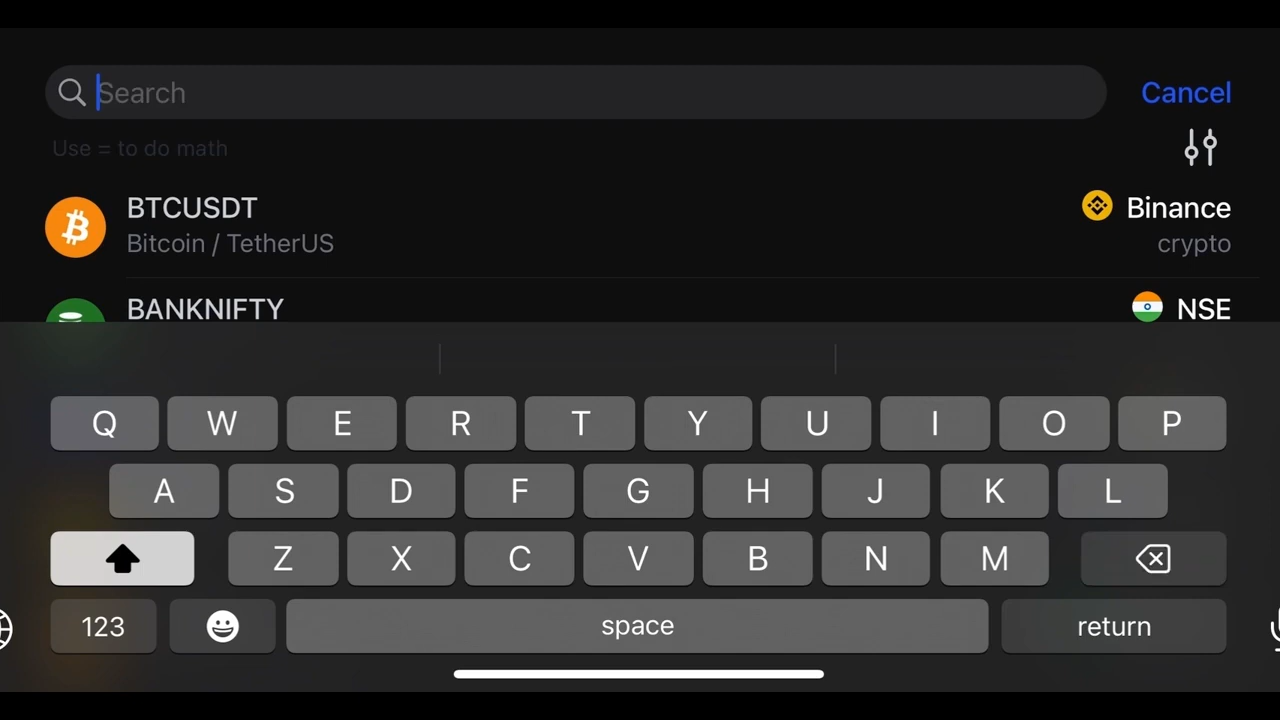 Search
Cancel
Use = to do math
BTCUSDT
Binance
Bitcoin / TetherUS
crypto
BANKNIFTY
NSE
Q W E R T Y U I O P
A S D F G H J K L
Z X C V B N M
123 space return